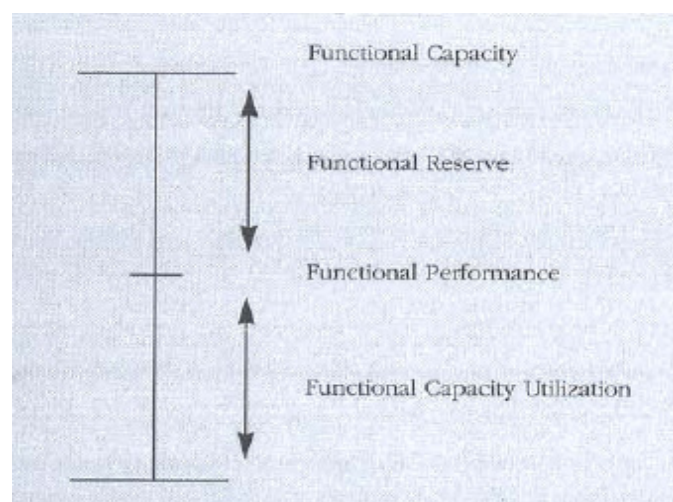 Functional Capacity
Functional Reserve
Functional Performance
Functional Capacity Utilization